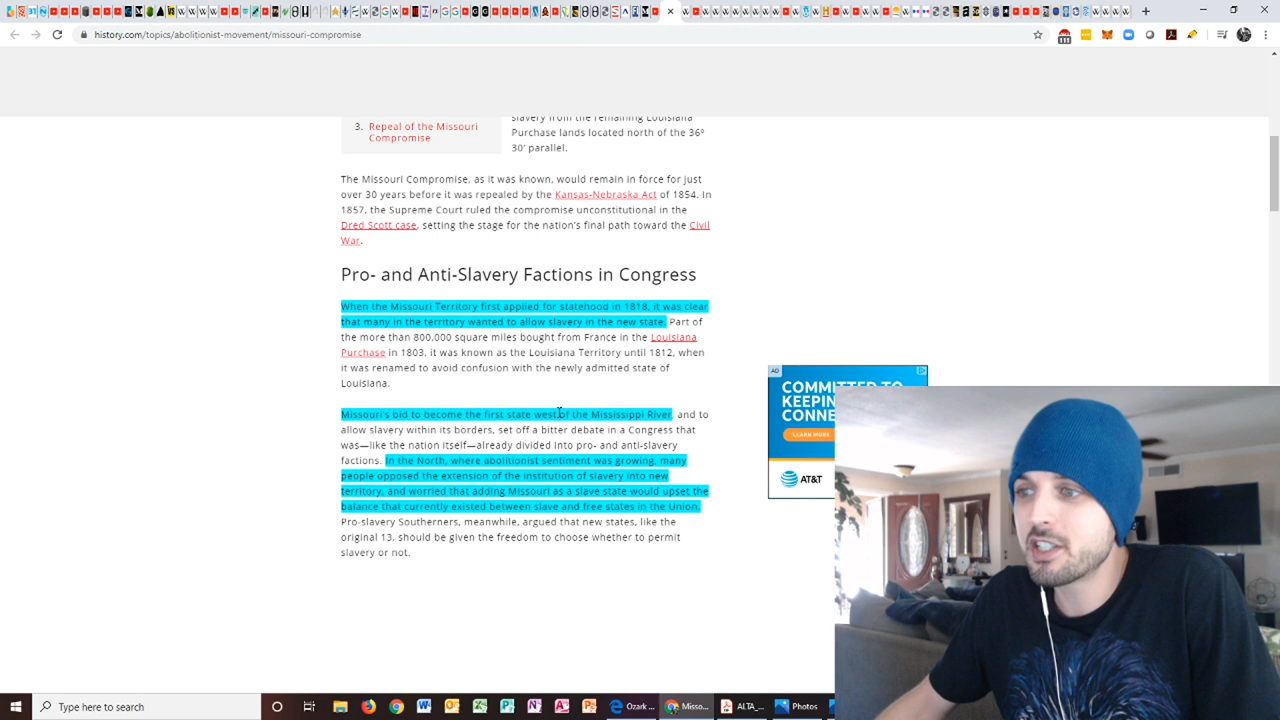 history.com/topics/abolitionist-movement/missouri-compromise
3. Repeal of the Missouri
Compromise
slavery from the remaining Louisiana
Purchase lands located north of the 36º
30' parallel.
The Missouri Compromise, as it was known, would remain in force for just
over 30 years before it was repealed by the Kansas-Nebraska Act of 1854. In
1857, the Supreme Court ruled the compromise unconstitutional in the
Dred Scott case, setting the stage for the nation's final path toward the Civil
War.
Pro- and Anti-Slavery Factions in Congress
When the Missouri Territory first applied for statehood in 1818, it was clear
that many in the territory wanted to allow slavery in the new state. Part of
the more than 800,000 square miles bought from France in the Louisiana
Purchase in 1803, it was known as the Louisiana Territory until 1812, when
it was renamed to avoid confusion with the newly admitted state of
Louisiana.
Missouri's bid to become the first state west of the Mississippi River, and to
allow slavery within its borders, set off a bitter debate in a Congress that
was—like the nation itself—already divided into pro- and anti-slavery
factions. In the North, where abolitionist sentiment was growing, many
people opposed the extension of the institution of slavery into new
territory, and worried that adding Missouri as a slave state would upset the
balance that currently existed between slave and free states in the Union.
Pro-slavery Southerners, meanwhile, argued that new states, like the
original 13, should be given the freedom to choose whether to permit
slavery or not.
AD
COMMITTED TO
KEEPING
CONNE
LEARN MORE
AT&T
Type here to search
Ozark ...
Misso...
ALTA_...
Photos